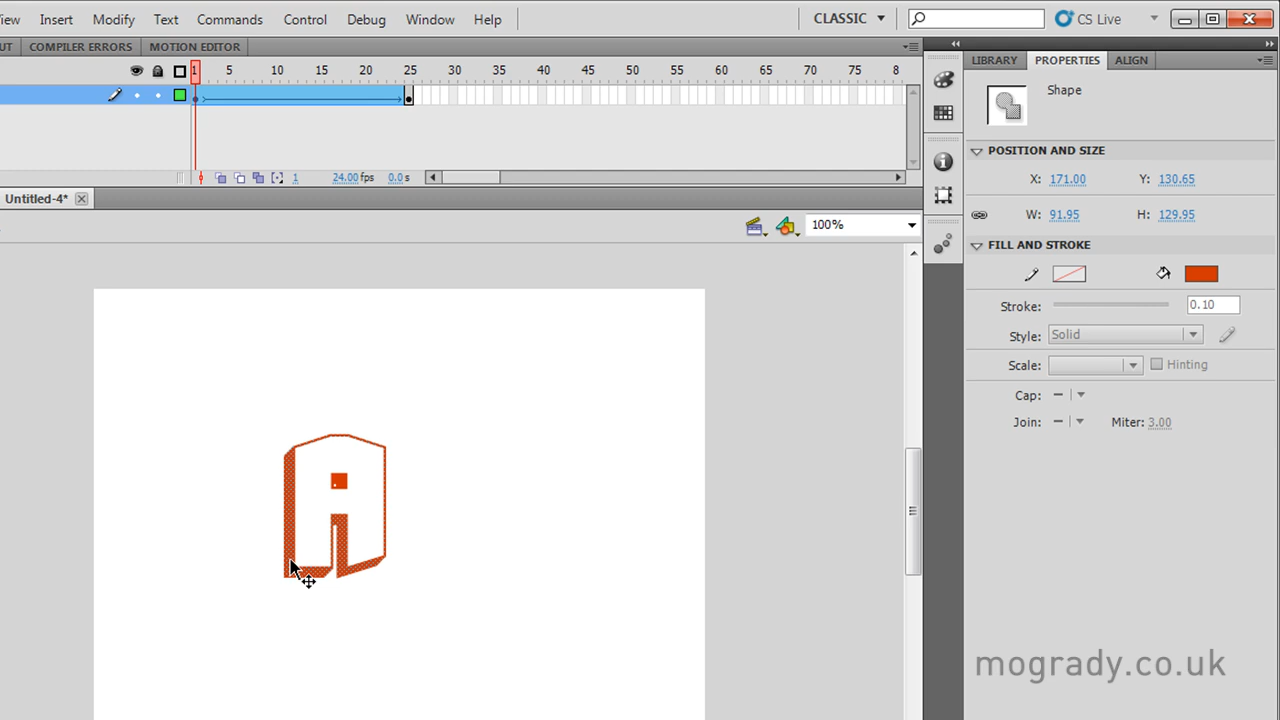 iew Insert Modify Text Commands Control Debug Window Help CLASSIC CS Live
UT COMPILER ERRORS MOTION EDITOR
LIBRARY PROPERTIES ALIGN
1 5 10 15 20 25 30 35 40 45 50 55 60 65 70 75 8
Shape
POSITION AND SIZE
1 24.00 fps 0.0 s
X: 171.00 Y: 130.65
Untitled-4*
W: 91.95 H: 129.95
100%
FILL AND STROKE
Stroke: 0.10
Style: Solid
Scale: Hinting
Cap:
Join: Miter: 3.00
A
mogrady.co.uk